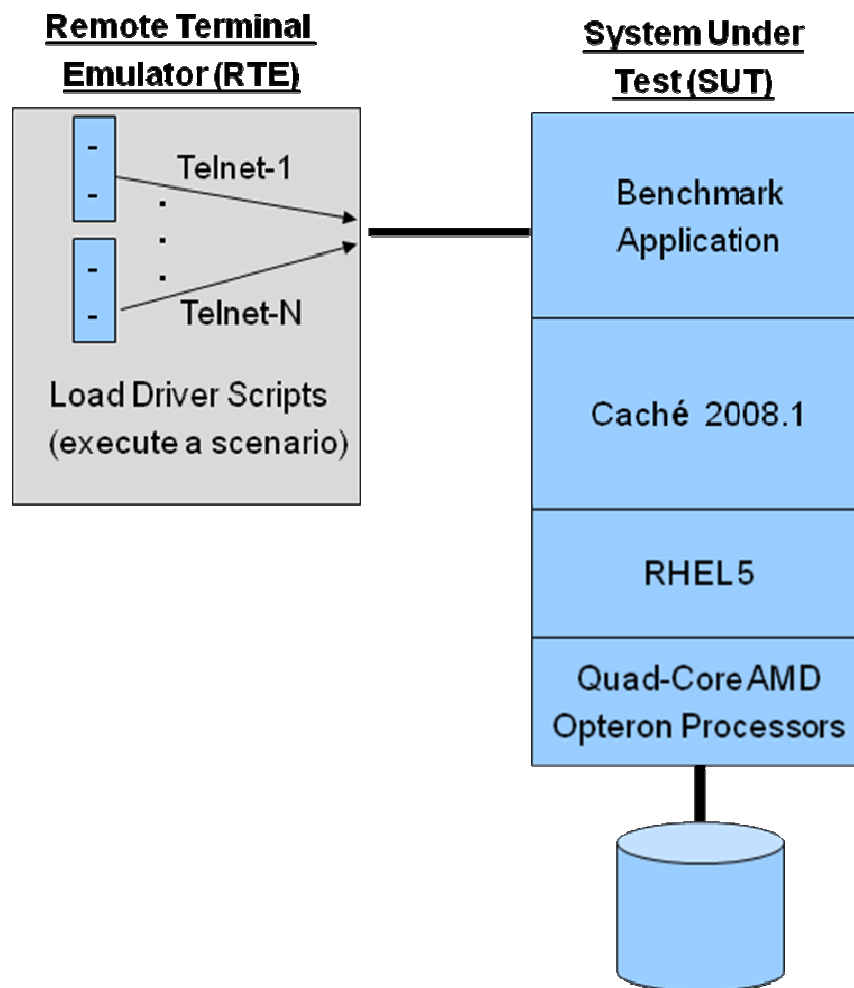 Remote Terminal
Emulator (RTE)
- 
-
Telnet-1
.
.
.
-
-
Telnet-N
Load Driver Scripts
(execute a scenario)
System Under
Test (SUT)
Benchmark
Application
Caché 2008.1
RHEL5
Quad-Core AMD
Opteron Processors